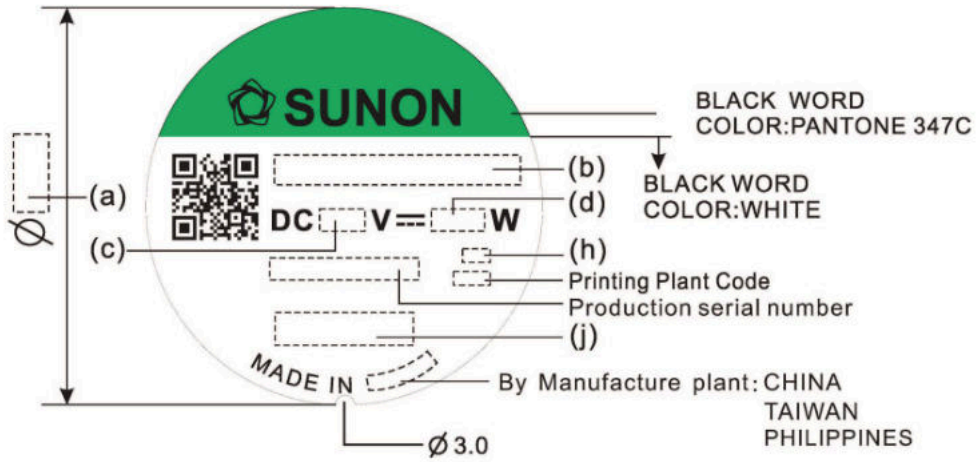 SUNON
BLACK WORD
COLOR:PANTONE 347C
(a)
(b)
BLACK WORD
COLOR:WHITE
DC V W
(d)
Ø
(c)
(h)
Printing Plant Code
Production serial number
(j)
MADE IN
By Manufacture plant: CHINA
TAIWAN
PHILIPPINES
Ø 3.0